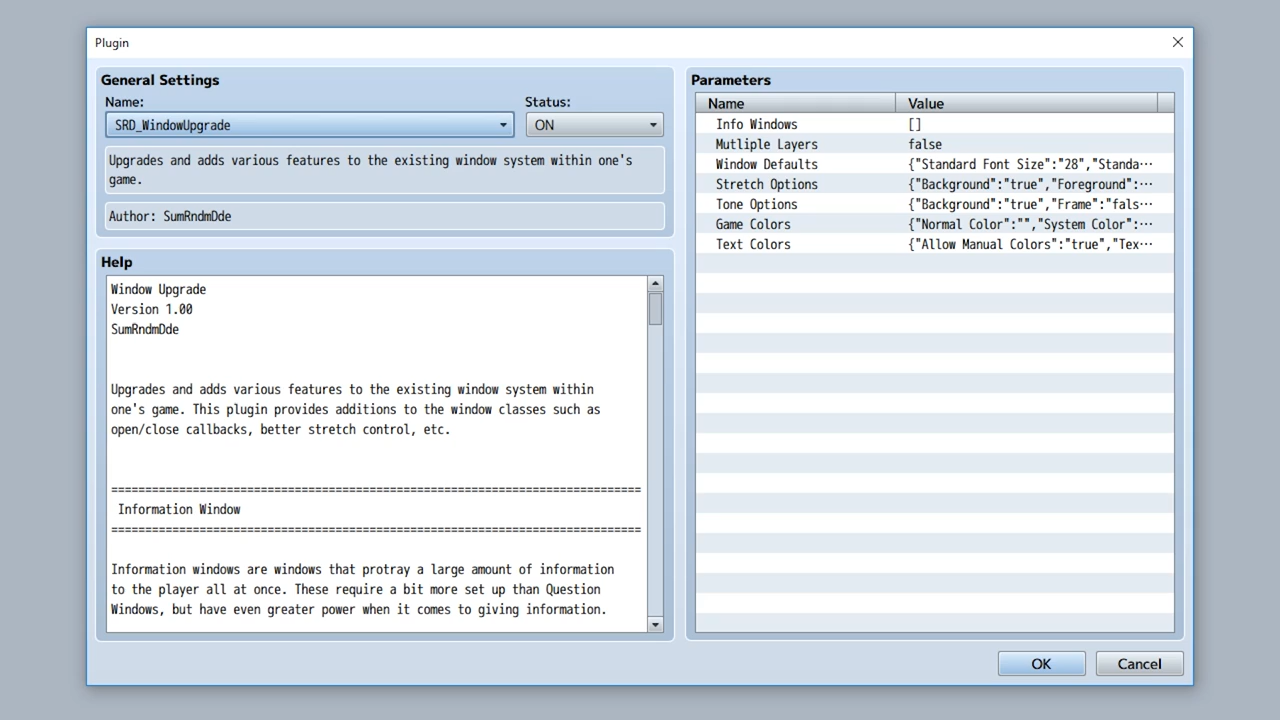 Plugin
General Settings
Name:
Status:
SRD_WindowUpgrade
ON
Upgrades and adds various features to the existing window system within one's
game.
Author: SumRndmDde
Help
Window Upgrade
Version 1.00
SumRndmDde
Upgrades and adds various features to the existing window system within
one's game. This plugin provides additions to the window classes such as
open/close callbacks, better stretch control, etc.
==============================================================================
Information Window
==============================================================================
Information windows are windows that protray a large amount of information
to the player all at once. These require a bit more set up than Question
Windows, but have even greater power when it comes to giving information.
Parameters
Name Value
Info Windows []
Mutliple Layers false
Window Defaults {"Standard Font Size":"28","Standa⋯
Stretch Options {"Background":"true","Foreground":⋯
Tone Options {"Background":"true","Frame":"fals⋯
Game Colors {"Normal Color":"","System Color":⋯
Text Colors {"Allow Manual Colors":"true","Tex⋯
OK
Cancel